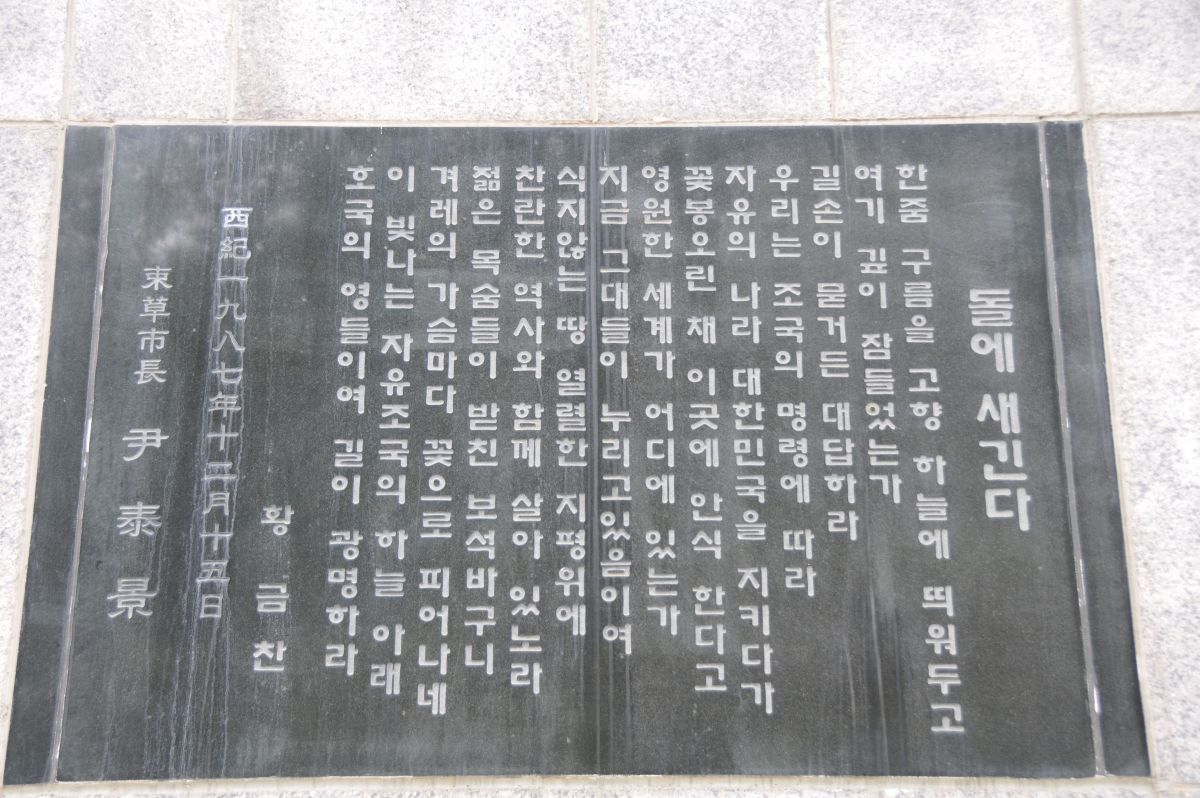 돌에 새긴다
한줌 구름을 고향 하늘에 띄워두고
여기 깊이 잠들었는가
길손이 묻거든 대답하라
우리는 조국의 명령에 따라
자유의 나라 대한민국을 지키다가
꽃봉오린 채 이곳에 안식 한다고
영원한 세계가 어디에 있는가
지금 그대들이 누리고있음이여
식지않는 땅 열렬한 지평위에
찬란한 역사와 함께 살아 있노라
젊은 목숨들이 받친 보석바구니
겨레의 가슴마다 꽃으로 피어나네
이 빛나는 자유조국의 하늘 아래
호국의 영들이여 길이 광명하라
황금찬
西紀一九八七年十二月十五日
束草市長 尹泰景